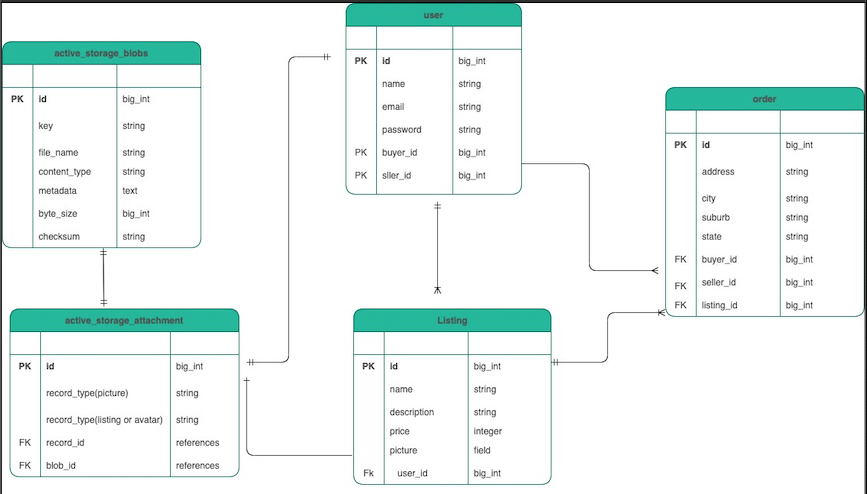 active_storage_blobs
PK id big_int
key string
file_name string
content_type string
metadata text
byte_size big_int
checksum string
user
PK id big_int
name string
email string
password string
PK buyer_id big_int
PK sller_id big_int
order
PK id big_int
address string
city string
suburb string
state string
FK buyer_id big_int
FK seller_id big_int
FK listing_id big_int
active_storage_attachment
PK id big_int
record_type(picture) string
record_type(listing or avatar) string
FK record_id references
FK blob_id references
Listing
PK id big_int
name string
description string
price integer
picture field
Fk user_id big_int